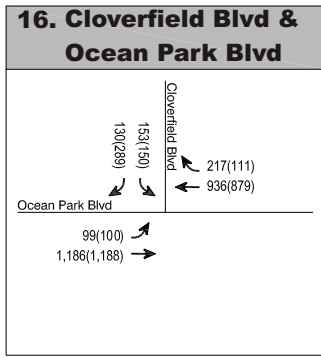 16. Cloverfield Blvd &
Ocean Park Blvd
130(289)
153(150)
Cloverfield Blvd
217(111)
936(879)
Ocean Park Blvd
99(100)
1,186(1,188)